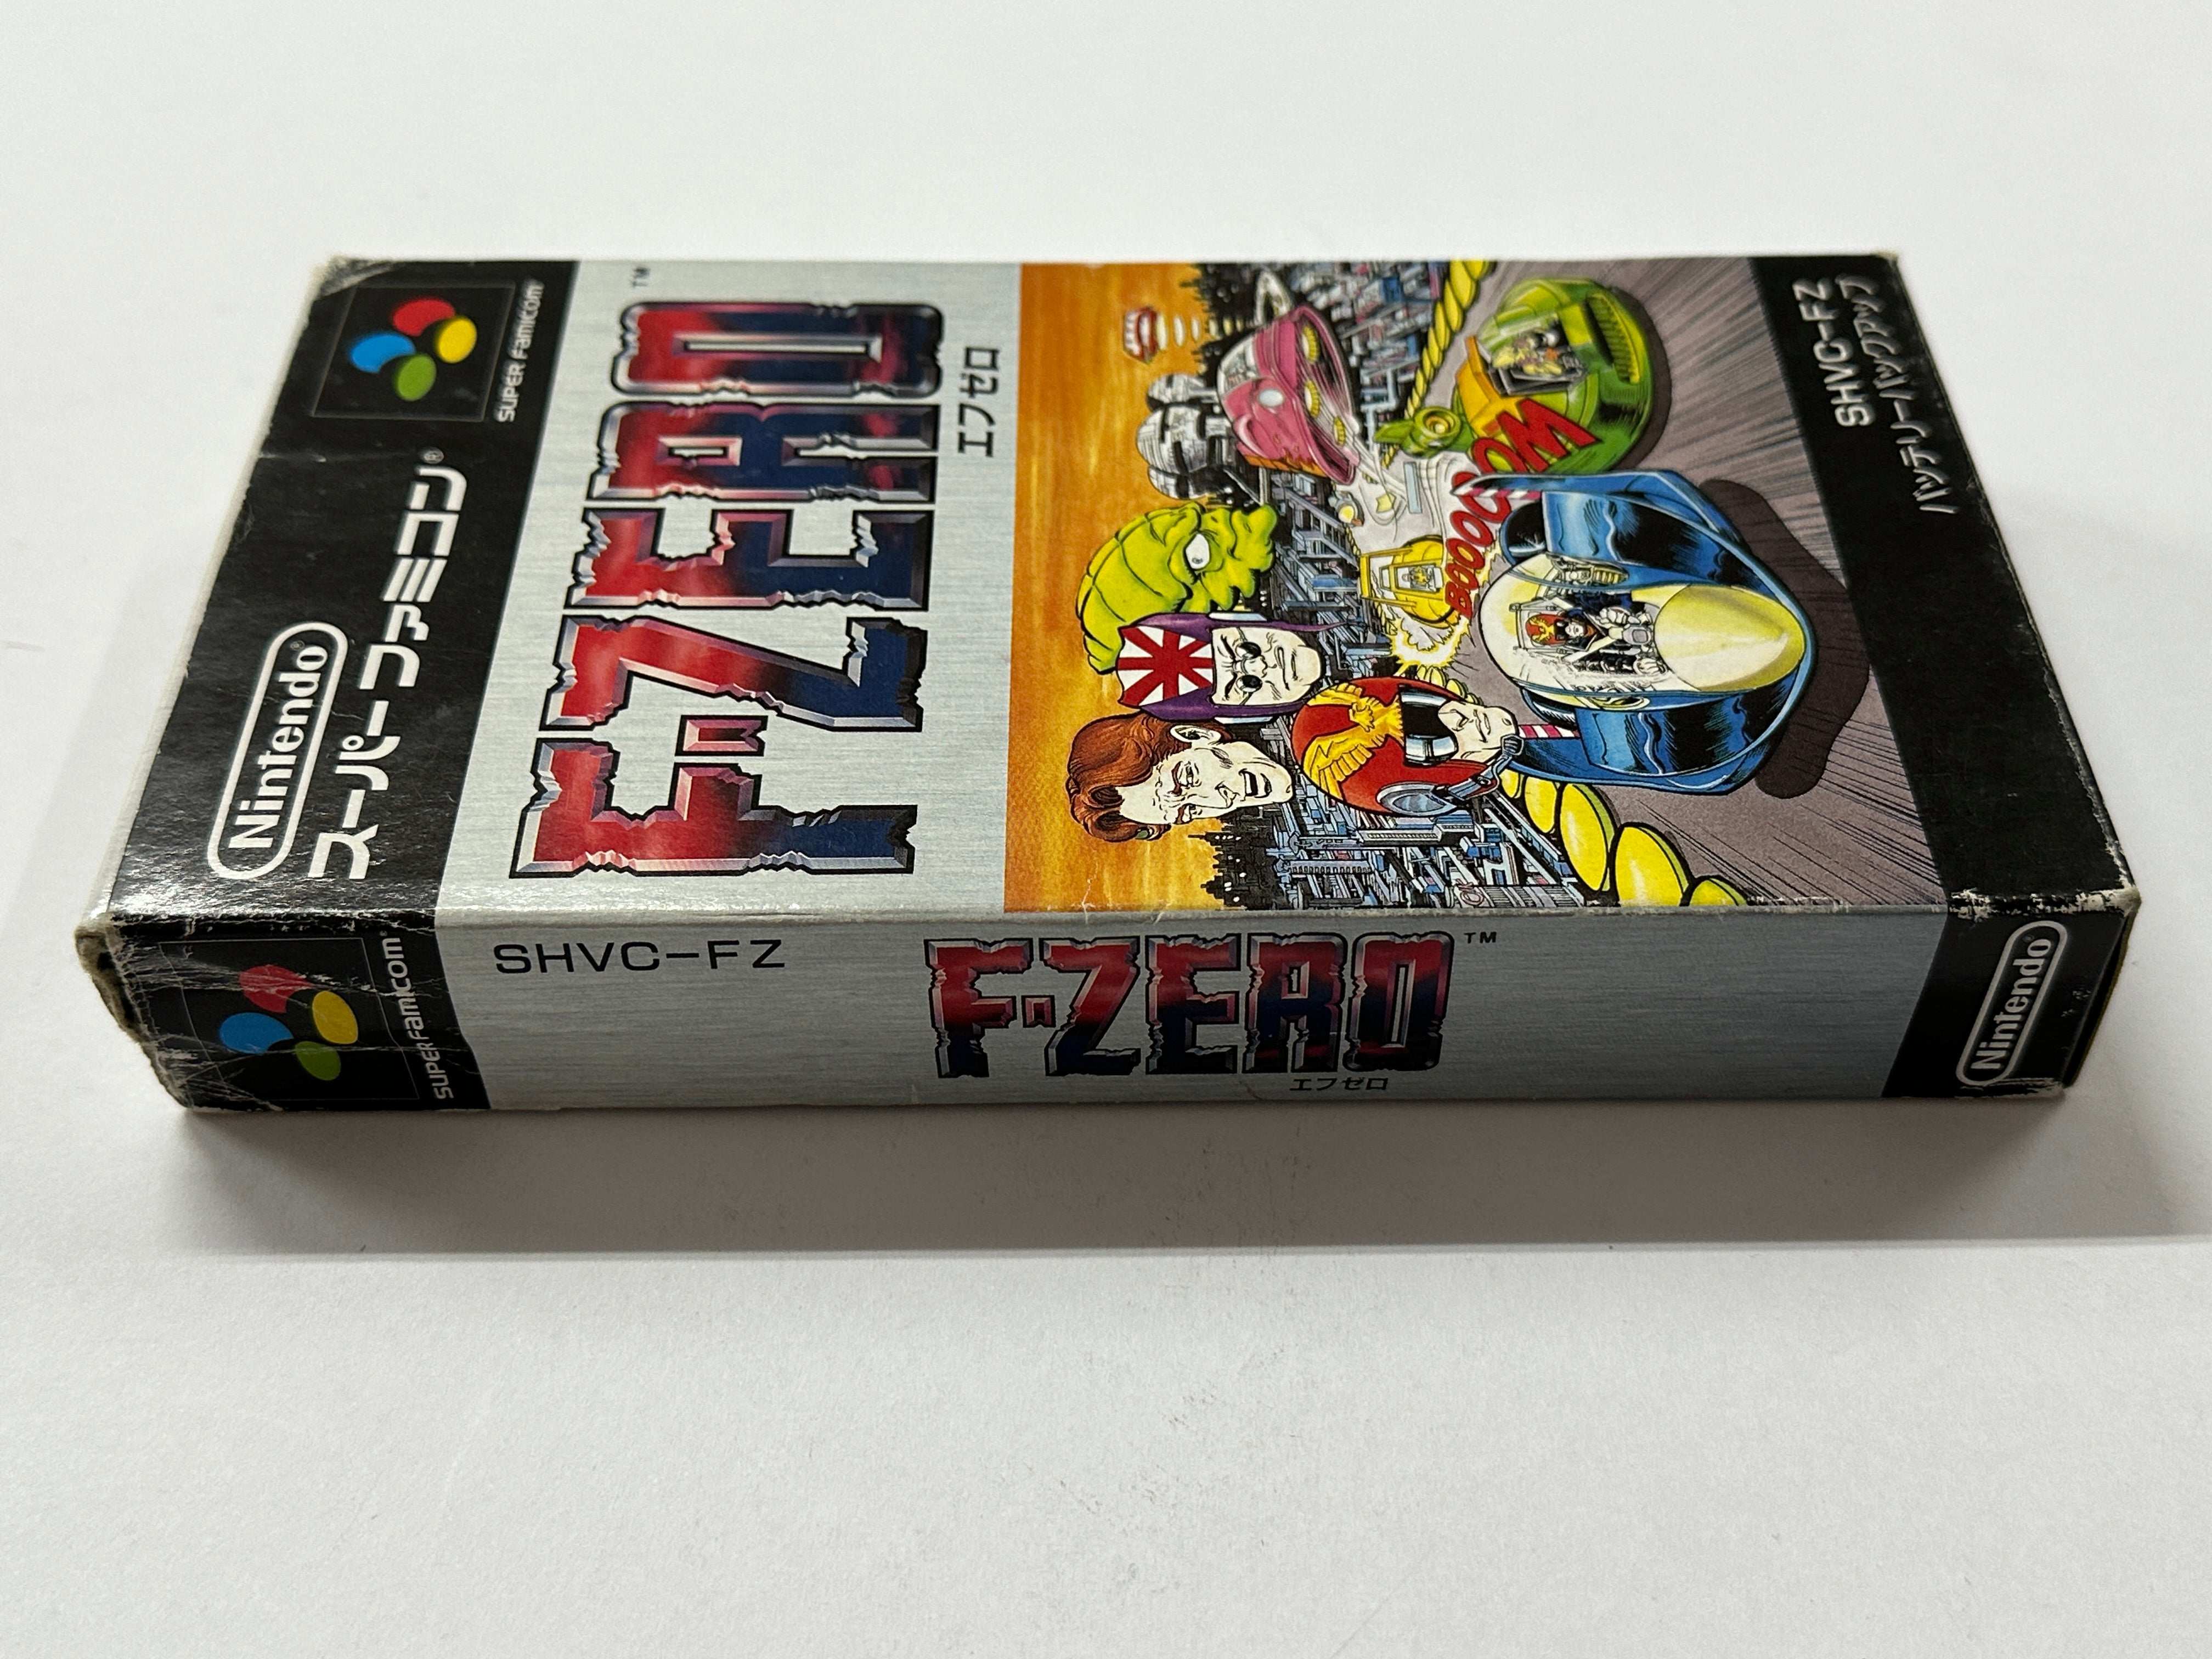 SUPER FAMICOM
Nintendo®
スーパーファミコン®
F-ZERO™
エフゼロ
BOOOOOM
SHVC-FZ
バッテリーバックアップ
SUPER FAMICOM
SHVC-FZ
F-ZERO™
エフゼロ
Nintendo®